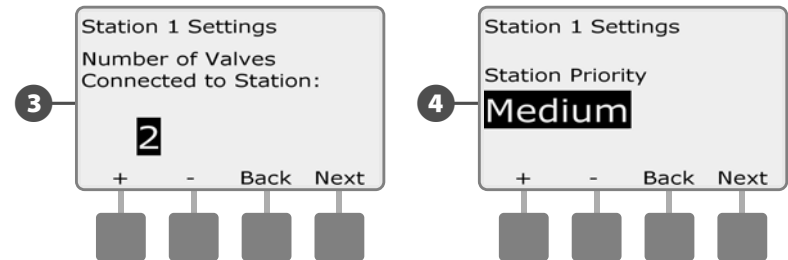 3
Station 1 Settings
Number of Valves
Connected to Station:
2
+ - Back Next
4
Station 1 Settings
Station Priority
Medium
+ - Back Next